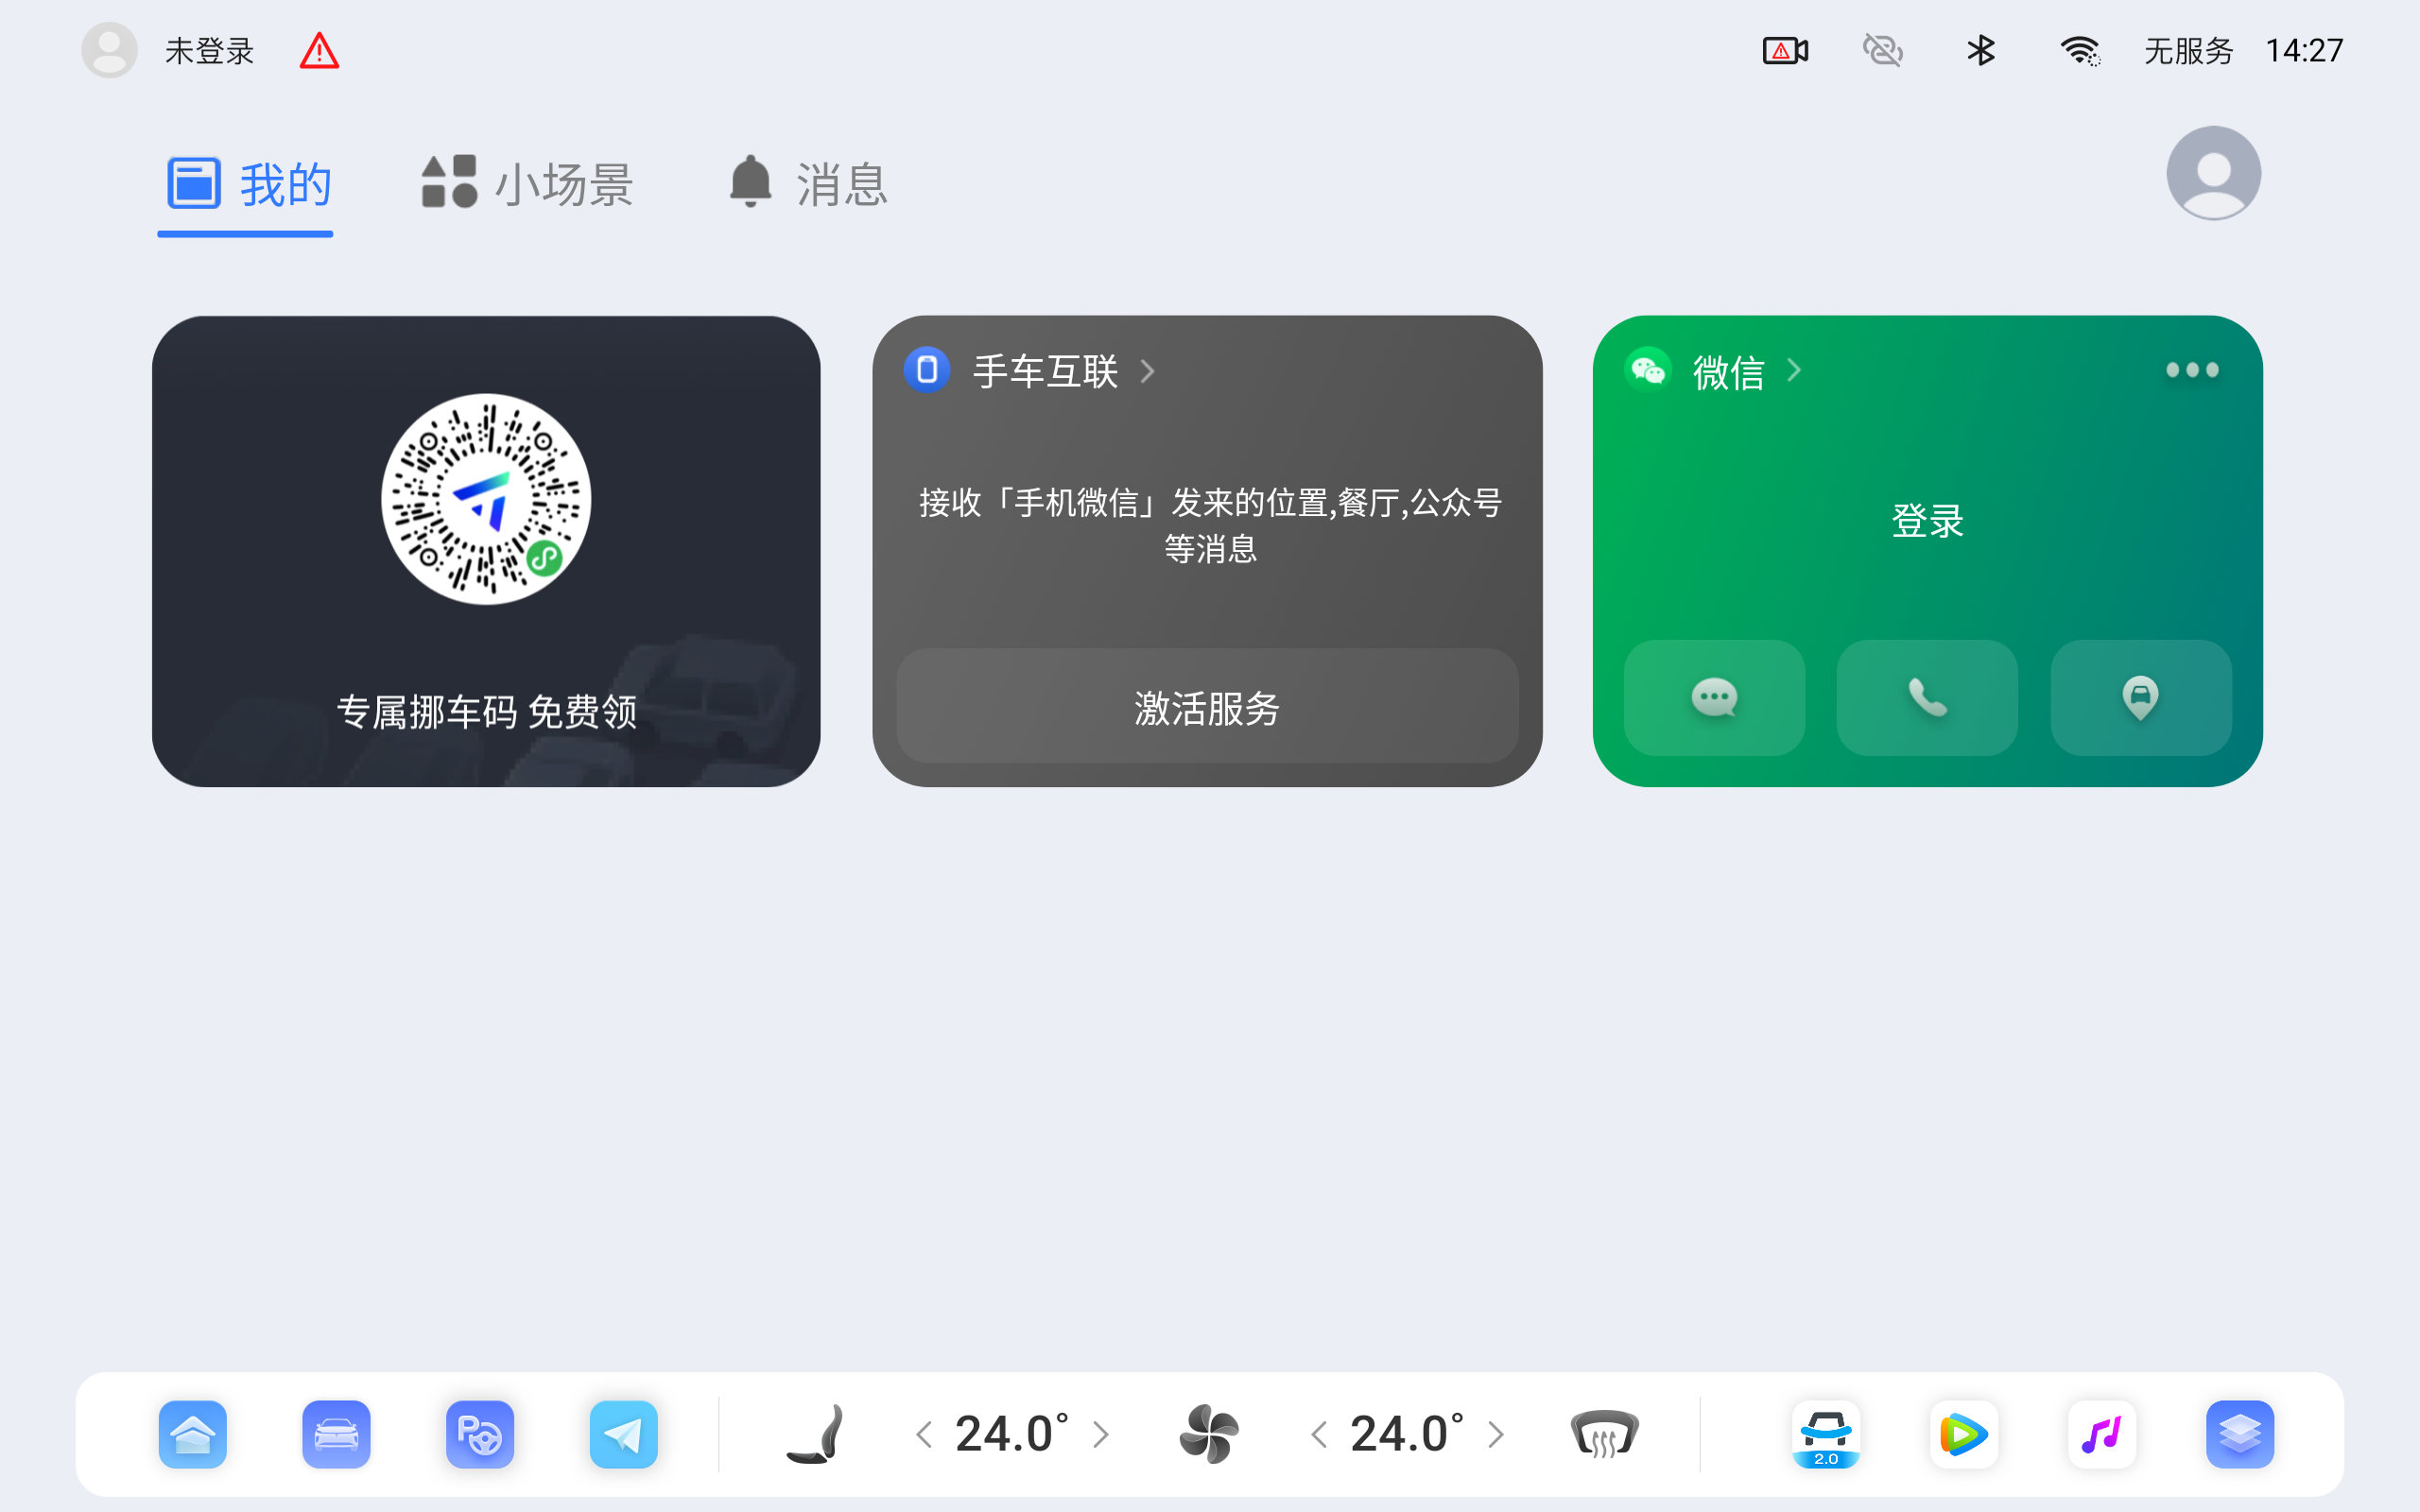 未登录
无服务 14:27
我的 小场景 消息
手车互联
微信
接收「手机微信」发来的位置,餐厅,公众号
等消息
登录
专属挪车码 免费领
激活服务
24.0° 24.0°
2.0